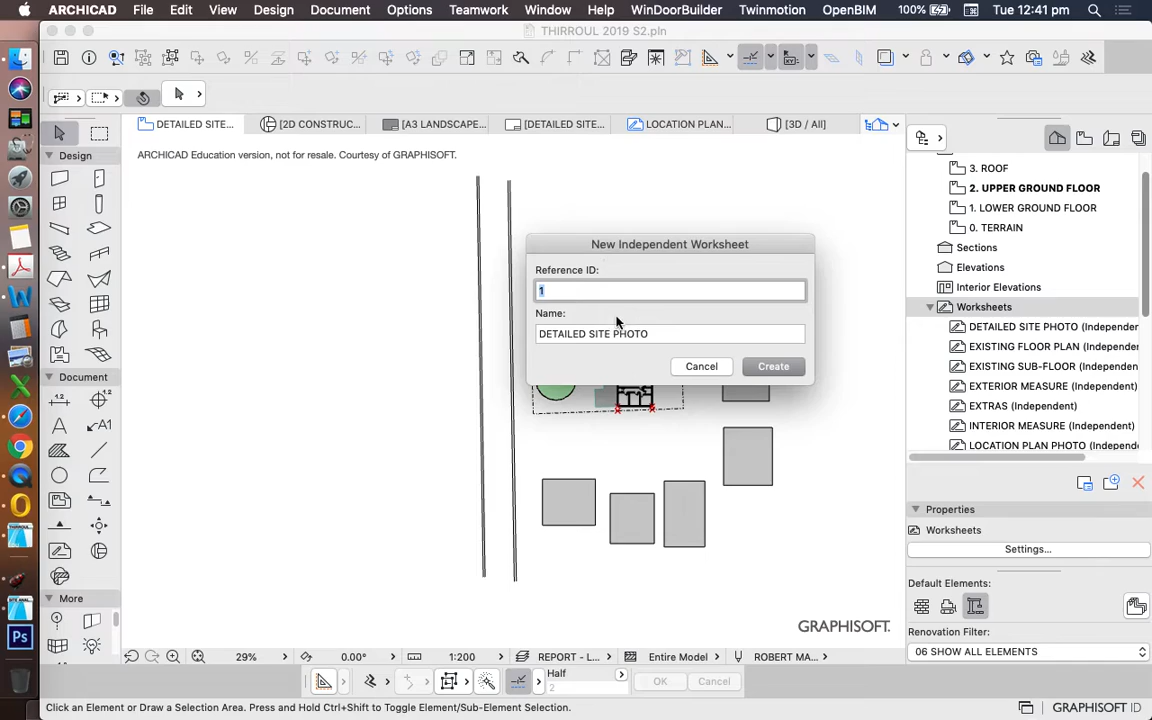 ARCHICAD File Edit View Design Document Options Teamwork Window Help WinDoorBuilder Twinmotion OpenBIM 100% Tue 12:41 pm
THIRROUL 2019 S2.pln
DETAILED SITE... [2D CONSTRUC... [A3 LANDSCAPE... [DETAILED SITE... LOCATION PLAN... [3D / All]
ARCHICAD Education version, not for resale. Courtesy of GRAPHISOFT.
Design
Document
More
New Independent Worksheet
Reference ID:
1
Name:
DETAILED SITE PHOTO
Cancel Create
3. ROOF
2. UPPER GROUND FLOOR
1. LOWER GROUND FLOOR
0. TERRAIN
Sections
Elevations
Interior Elevations
Worksheets
DETAILED SITE PHOTO (Independen
EXISTING FLOOR PLAN (Independen
EXISTING SUB-FLOOR (Independen
EXTERIOR MEASURE (Independent
EXTRAS (Independent)
INTERIOR MEASURE (Independent)
LOCATION PLAN PHOTO (Independe
Properties
Worksheets
Settings...
Default Elements:
Renovation Filter:
06 SHOW ALL ELEMENTS
GRAPHISOFT.
29% 0.00° 1:200 REPORT - L... Entire Model ROBERT MA...
Half
2
OK Cancel
Click an Element or Draw a Selection Area. Press and Hold Ctrl+Shift to Toggle Element/Sub-Element Selection.
GRAPHISOFT ID